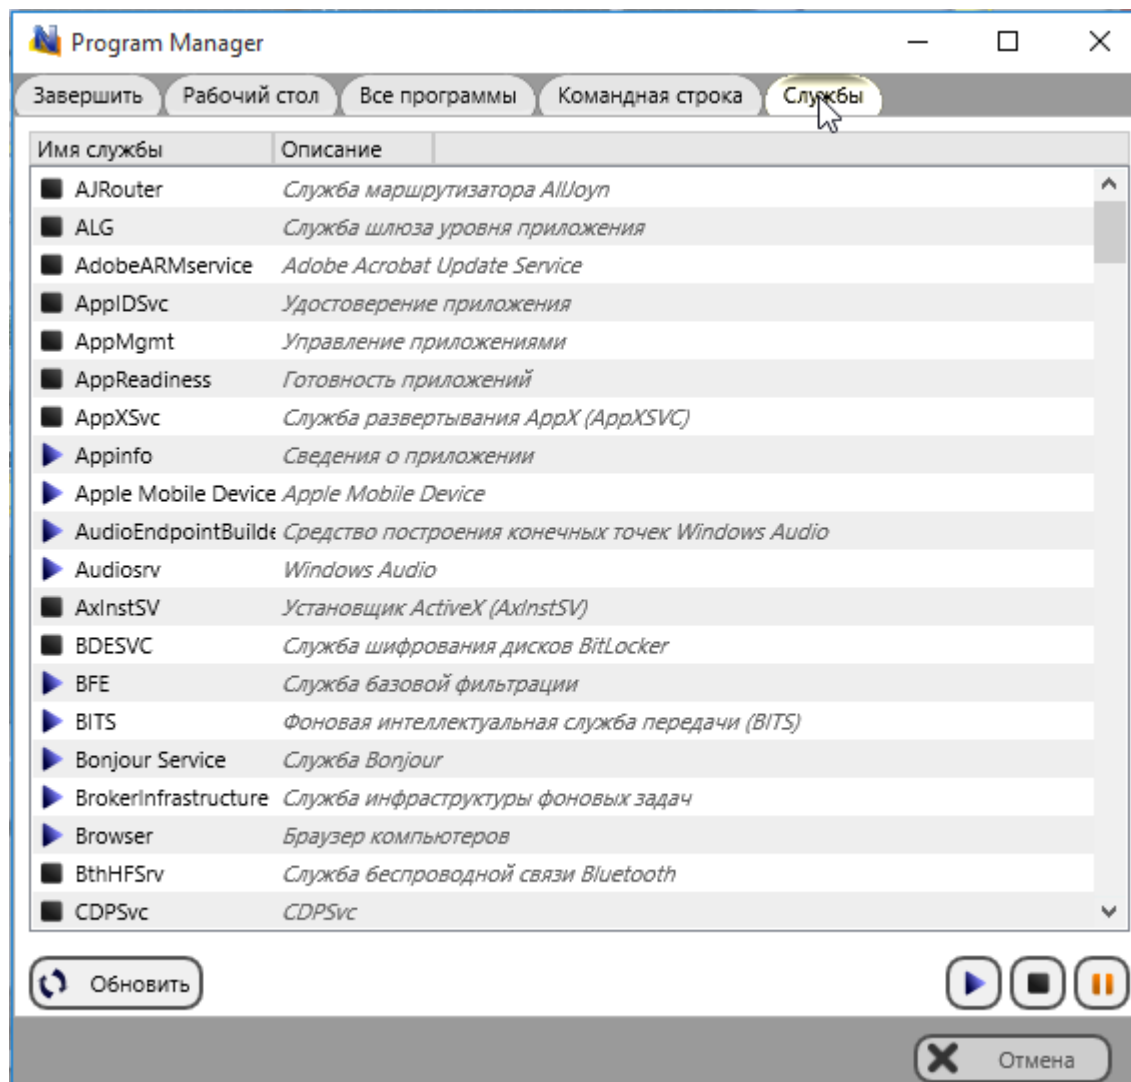 Program Manager
Завершить Рабочий стол Все программы Командная строка Службы
Имя службы Описание
AJRouter Служба маршрутизатора AllJoyn
ALG Служба шлюза уровня приложения
AdobeARMservice Adobe Acrobat Update Service
AppIDSvc Удостоверение приложения
AppMgmt Управление приложениями
AppReadiness Готовность приложений
AppXSvc Служба развертывания AppX (AppXSVC)
Appinfo Сведения о приложении
Apple Mobile Device Apple Mobile Device
AudioEndpointBuilde Средство построения конечных точек Windows Audio
Audiosrv Windows Audio
AxInstSV Установщик ActiveX (AxInstSV)
BDESVC Служба шифрования дисков BitLocker
BFE Служба базовой фильтрации
BITS Фоновая интеллектуальная служба передачи (BITS)
Bonjour Service Служба Bonjour
BrokerInfrastructure Служба инфраструктуры фоновых задач
Browser Браузер компьютеров
BthHFSrv Служба беспроводной связи Bluetooth
CDPSvc CDPSvc
Обновить
Отмена